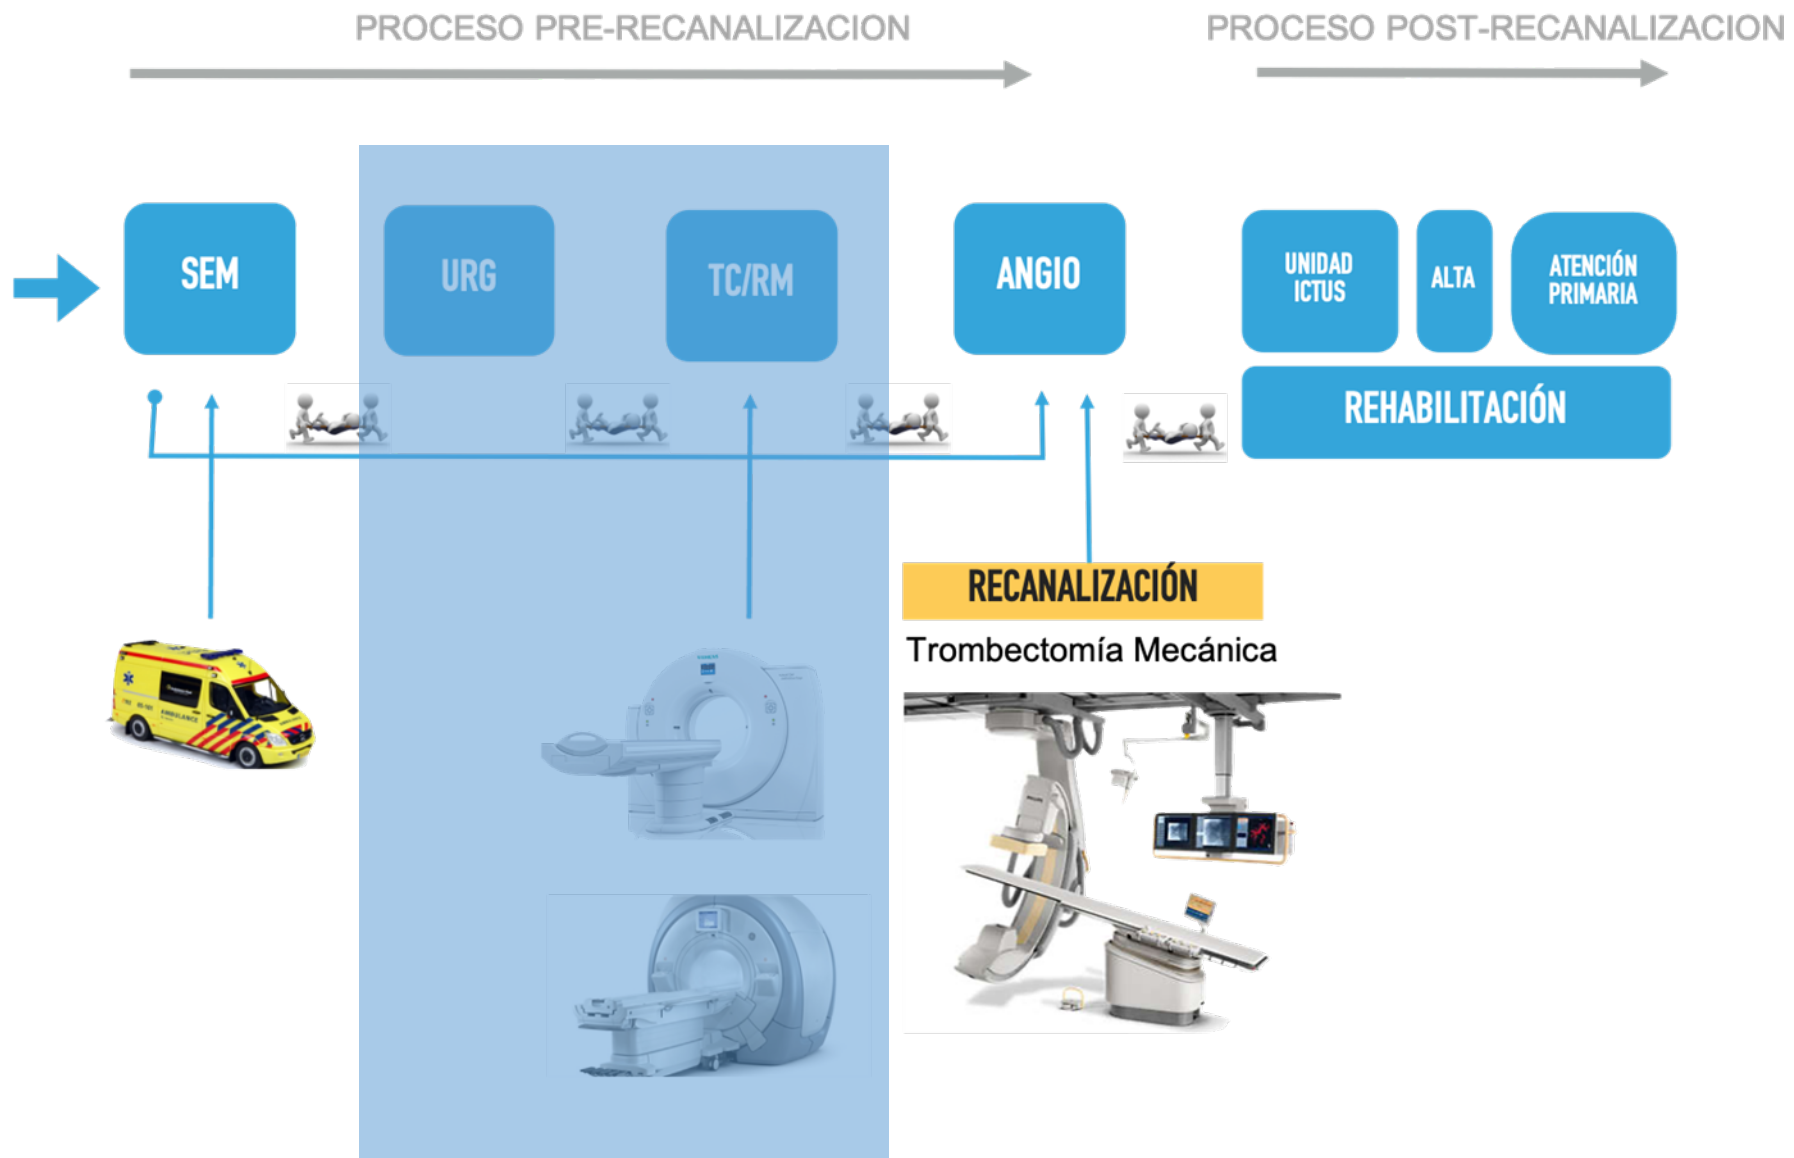 PROCESO PRE-RECANALIZACION
PROCESO POST-RECANALIZACION
SEM
URG
TC/RM
ANGIO
UNIDAD
ICTUS
ALTA
ATENCIÓN
PRIMARIA
REHABILITACIÓN
RECANALIZACIÓN
Trombectomía Mecánica
AMBULANCE